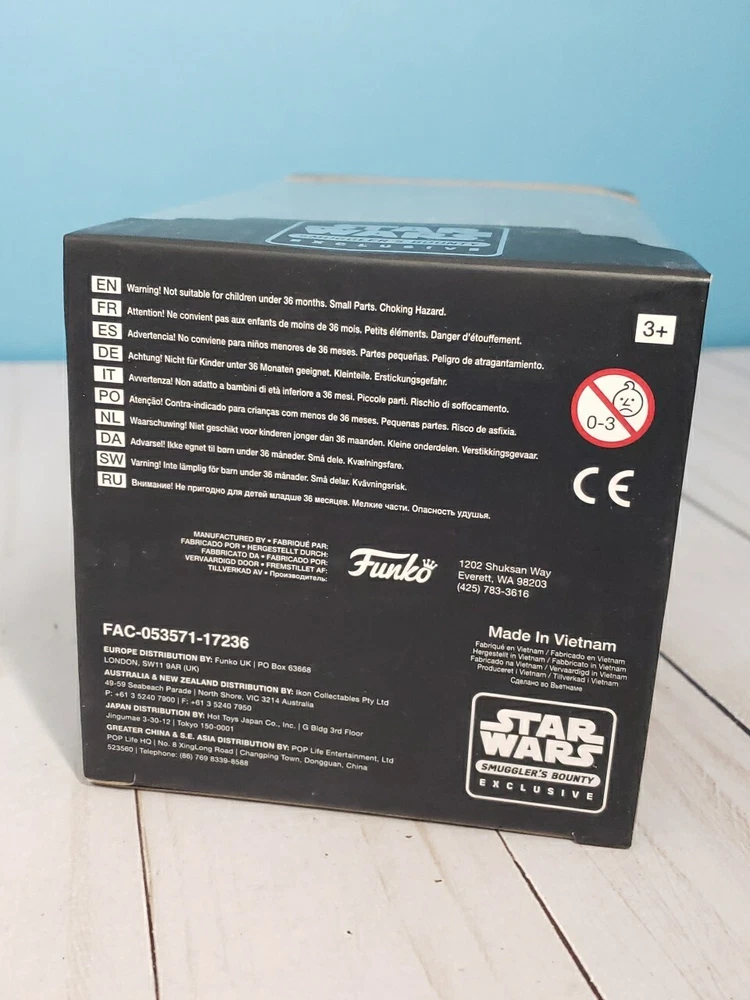 STAR
WARS
SMUGGLER'S BOUNTY
EXCLUSIVE
EN Warning! Not suitable for children under 36 months. Small Parts. Choking Hazard.
FR Attention! Ne convient pas aux enfants de moins de 36 mois. Petits éléments. Danger d'étouffement.
ES Advertencia! No conviene para niños menores de 36 meses. Partes pequeñas. Peligro de atragantamiento.
DE Achtung! Nicht für Kinder unter 36 Monaten geeignet. Kleinteile. Erstickungsgefahr.
IT Avvertenza! Non adatto a bambini di età inferiore a 36 mesi. Piccole parti. Rischio di soffocamento.
PO Atenção! Contra-indicado para crianças com menos de 36 meses. Pequenas partes. Risco de asfixia.
NL Waarschuwing! Niet geschikt voor kinderen jonger dan 36 maanden. Kleine onderdelen. Verstikkingsgevaar.
DA Advarsel! Ikke egnet til børn under 36 måneder. Små dele. Kvælningsfare.
SW Varning! Inte lämplig för barn under 36 månader. Små delar. Kvävningsrisk.
RU Внимание! Не пригодно для детей младше 36 месяцев. Мелкие части. Опасность удушья.
3+
0-3
CE
MANUFACTURED BY • FABRIQUÉ PAR:
FABRICADO POR • HERGESTELLT DURCH:
FABBRICATO DA • FABRICADO POR:
VERVAARDIGD DOOR • FREMSTILLET AF:
TILLVERKAD AV • Производитель:
Funko
1202 Shuksan Way
Everett, WA 98203
(425) 783-3616
FAC-053571-17236
EUROPE DISTRIBUTION BY: Funko UK | PO Box 63668
LONDON, SW11 9AR (UK)
AUSTRALIA & NEW ZEALAND DISTRIBUTION BY: Ikon Collectables Pty Ltd
49-59 Seabeach Parade | North Shore, VIC 3214 Australia
P: +61 3 5240 7900 | F: +61 3 5240 7950
JAPAN DISTRIBUTION BY: Hot Toys Japan Co., Inc. | G Bldg 3rd Floor
Jingumae 3-30-12 | Tokyo 150-0001
GREATER CHINA & S.E. ASIA DISTRIBUTION BY: POP Life Entertainment, Ltd
POP Life HQ | No. 8 XingLong Road | Changping Town, Dongguan, China
523560 | Telephone: (86) 769 8339-8588
Made In Vietnam
Fabriqué en Vietnam / Fabricado en Vietnam
Hergestellt in Vietnam / Fabbricato in Vietnam
Fabricado na Vietnam / Vervaardigd in Vietnam
Produceret i Vietnam / Tillverkad i Vietnam
Сделано во Вьетнаме
STAR
WARS
SMUGGLER'S BOUNTY
EXCLUSIVE